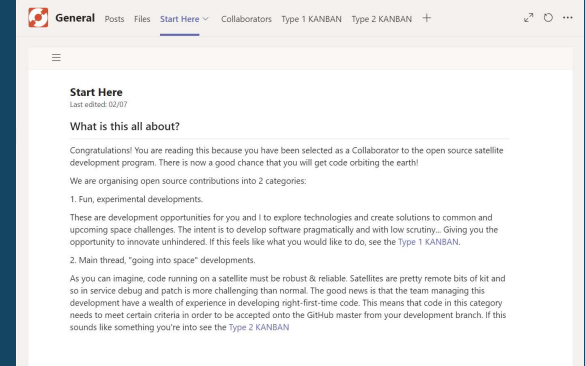 General Posts Files Start Here Collaborators Type 1 KANBAN Type 2 KANBAN
Start Here
Last edited: 02/07
What is this all about?
Congratulations! You are reading this because you have been selected as a Collaborator to the open source satellite
development program. There is now a good chance that you will get code orbiting the earth!
We are organising open source contributions into 2 categories:
1. Fun, experimental developments.
These are development opportunities for you and I to explore technologies and create solutions to common and
upcoming space challenges. The intent is to develop software pragmatically and with low scrutiny... Giving you the
opportunity to innovate unhindered. If this feels like what you would like to do, see the Type 1 KANBAN.
2. Main thread, "going into space" developments.
As you can imagine, code running on a satellite must be robust & reliable. Satellites are pretty remote bits of kit and
so in service debug and patch is more challenging than normal. The good news is that the team managing this
development have a wealth of experience in developing right-first-time code. This means that code in this category
needs to meet certain criteria in order to be accepted onto the GitHub master from your development branch. If this
sounds like something you're into see the Type 2 KANBAN